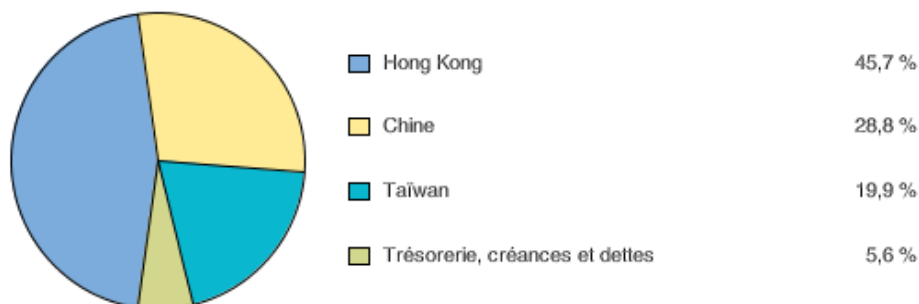 Hong Kong 45,7 %
Chine 28,8 %
Taïwan 19,9 %
Trésorerie, créances et dettes 5,6 %